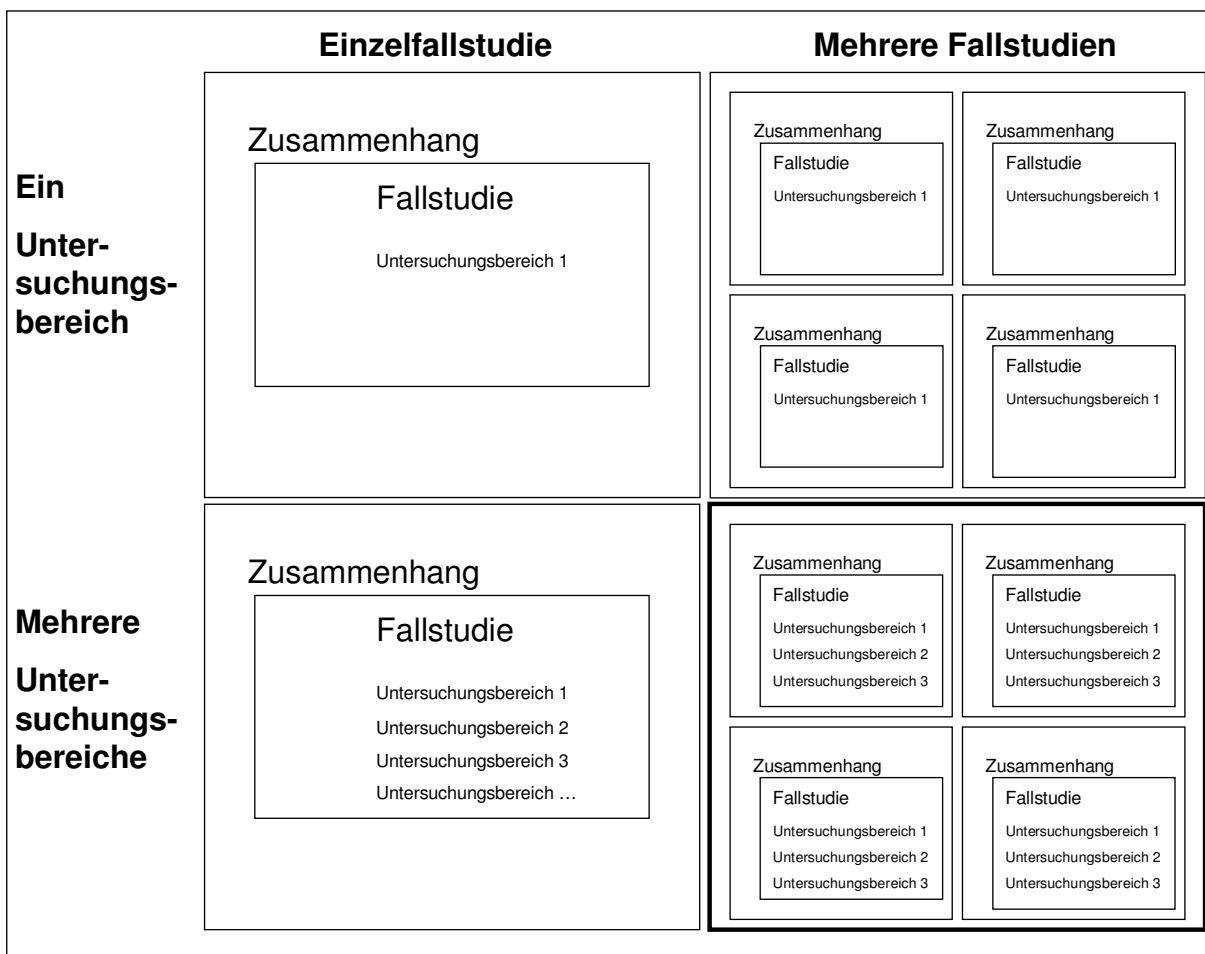 Einzelfallstudie
Mehrere Fallstudien
Ein
Unter-
suchungs-
bereich
Zusammenhang
Fallstudie
Untersuchungsbereich 1
Zusammenhang
Fallstudie
Untersuchungsbereich 1
Zusammenhang
Fallstudie
Untersuchungsbereich 1
Zusammenhang
Fallstudie
Untersuchungsbereich 1
Zusammenhang
Fallstudie
Untersuchungsbereich 1
Mehrere
Unter-
suchungs-
bereiche
Zusammenhang
Fallstudie
Untersuchungsbereich 1
Untersuchungsbereich 2
Untersuchungsbereich 3
Untersuchungsbereich …
Zusammenhang
Fallstudie
Untersuchungsbereich 1
Untersuchungsbereich 2
Untersuchungsbereich 3
Zusammenhang
Fallstudie
Untersuchungsbereich 1
Untersuchungsbereich 2
Untersuchungsbereich 3
Zusammenhang
Fallstudie
Untersuchungsbereich 1
Untersuchungsbereich 2
Untersuchungsbereich 3
Zusammenhang
Fallstudie
Untersuchungsbereich 1
Untersuchungsbereich 2
Untersuchungsbereich 3